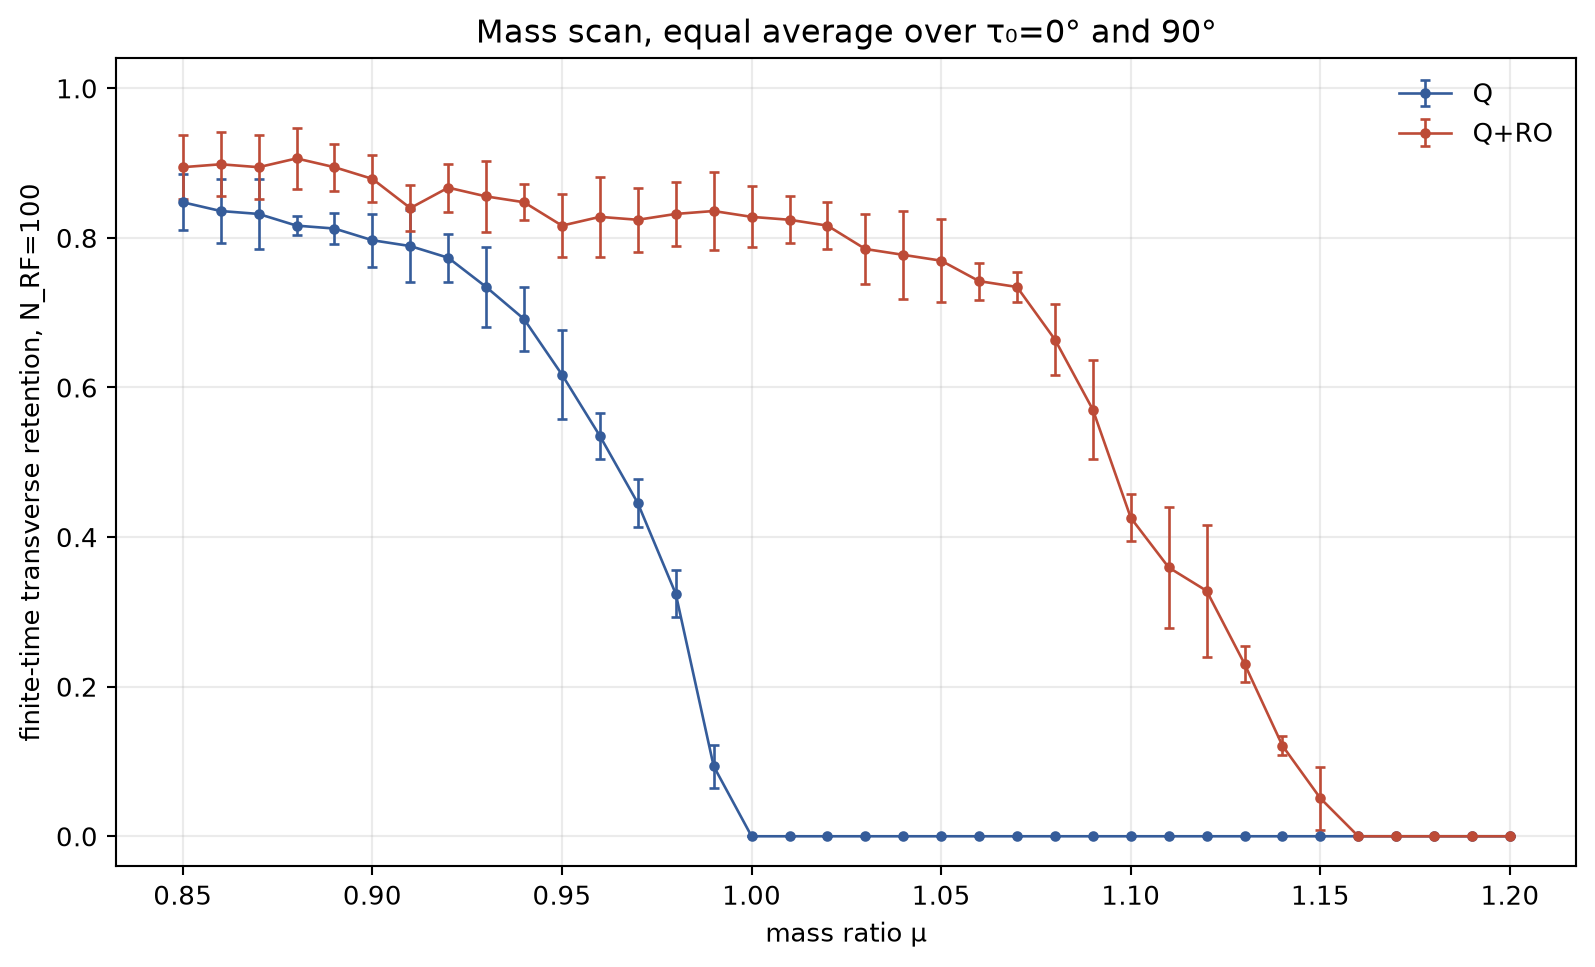 Mass scan, equal average over τ₀=0° and 90°
Q
Q+RO
finite-time transverse retention, N_RF=100
1.0
0.8
0.6
0.4
0.2
0.0
0.85 0.90 0.95 1.00 1.05 1.10 1.15 1.20
mass ratio μ